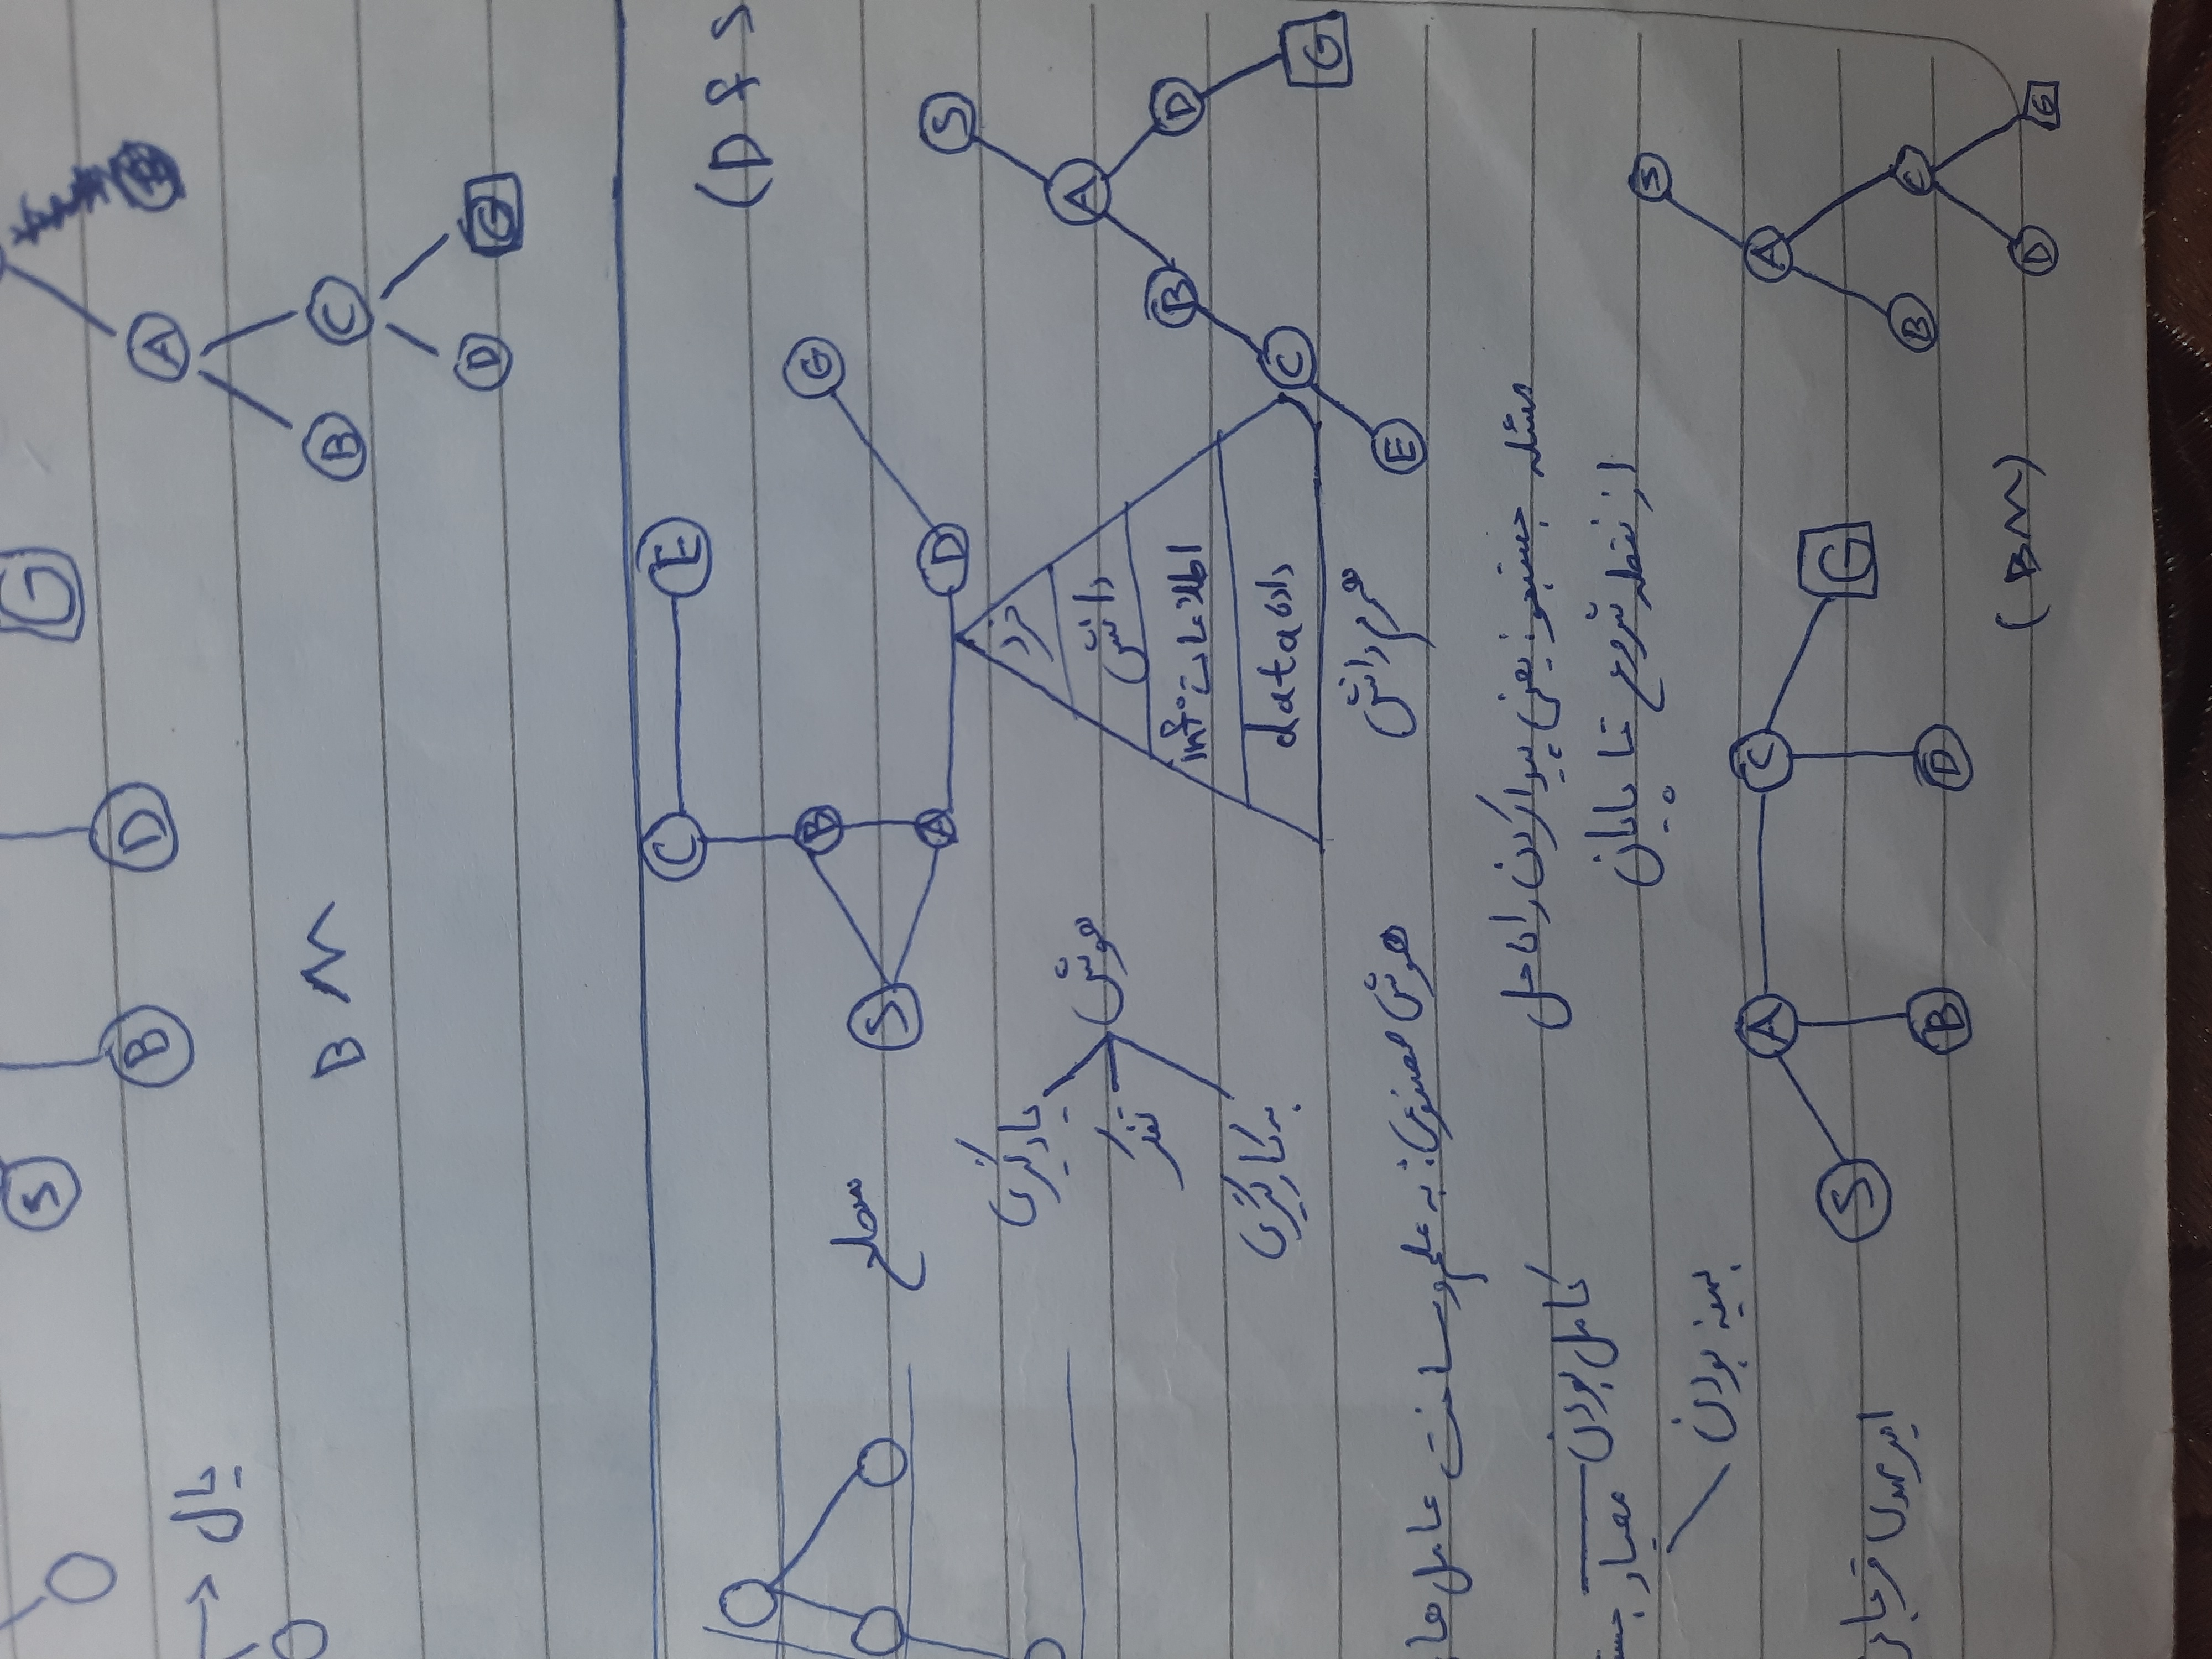 S
B
D
G
A
B
یال
B M
B
C
D
G
C
E
(DfS
B
G
سطح
S
A
D
S
یادگیری
هوش
تفکر
به کارگیری
خرد
دانش
اطلاعات info
داده data
هرم دانش
A
B
D
C
G
E
هوش مصنوعی: به علم و ساخت عامل ها
مسئله جستجو: یعنی پیدا کردن راه حل
از نقطه شروع تا پایان
کامل بودن
معیار
بهینه بودن
S
A
C
A
S
G
B
D
B
C
امیرمهدی
(BM)
D
G